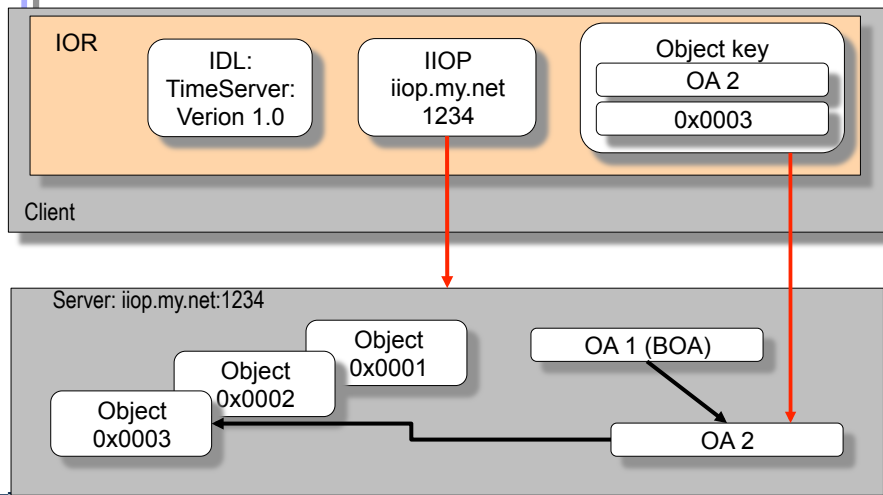 IOR
IDL:
TimeServer:
Verion 1.0
IIOP
iiop.my.net
1234
Object key
OA 2
0x0003
Client
Server: iiop.my.net:1234
Object
0x0001
Object
0x0002
Object
0x0003
OA 1 (BOA)
OA 2